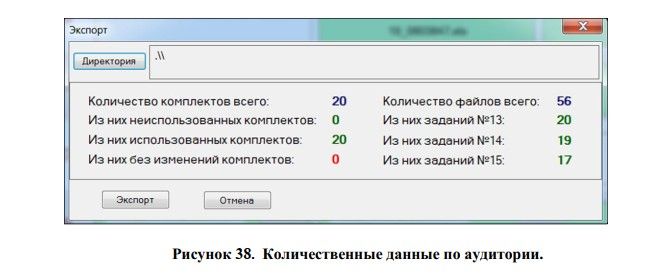 Экспорт
Директория
.\\
Количество комплектов всего: 20
Из них неиспользованных комплектов: 0
Из них использованных комплектов: 20
Из них без изменений комплектов: 0
Количество файлов всего: 56
Из них заданий №13: 20
Из них заданий №14: 19
Из них заданий №15: 17
Экспорт
Отмена
Рисунок 38. Количественные данные по аудитории.